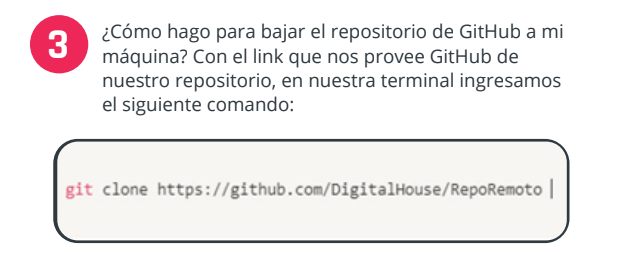 3
¿Cómo hago para bajar el repositorio de GitHub a mi
máquina? Con el link que nos provee GitHub de
nuestro repositorio, en nuestra terminal ingresamos
el siguiente comando:
git clone https://github.com/DigitalHouse/RepoRemoto